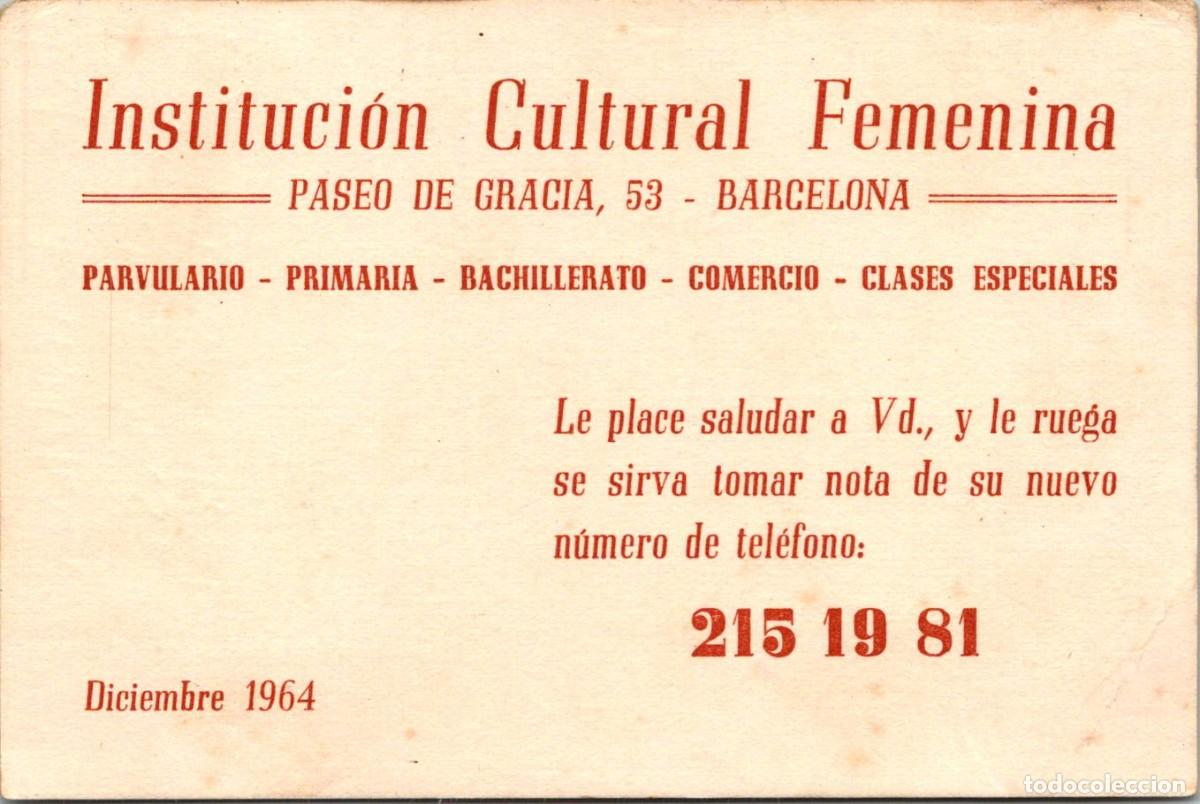 Institución Cultural Femenina
PASEO DE GRACIA, 53 - BARCELONA
PARVULARIO - PRIMARIA - BACHILLERATO - COMERCIO - CLASES ESPECIALES
Le place saludar a Vd., y le ruega
se sirva tomar nota de su nuevo
número de teléfono:
215 19 81
Diciembre 1964
todocoleccion